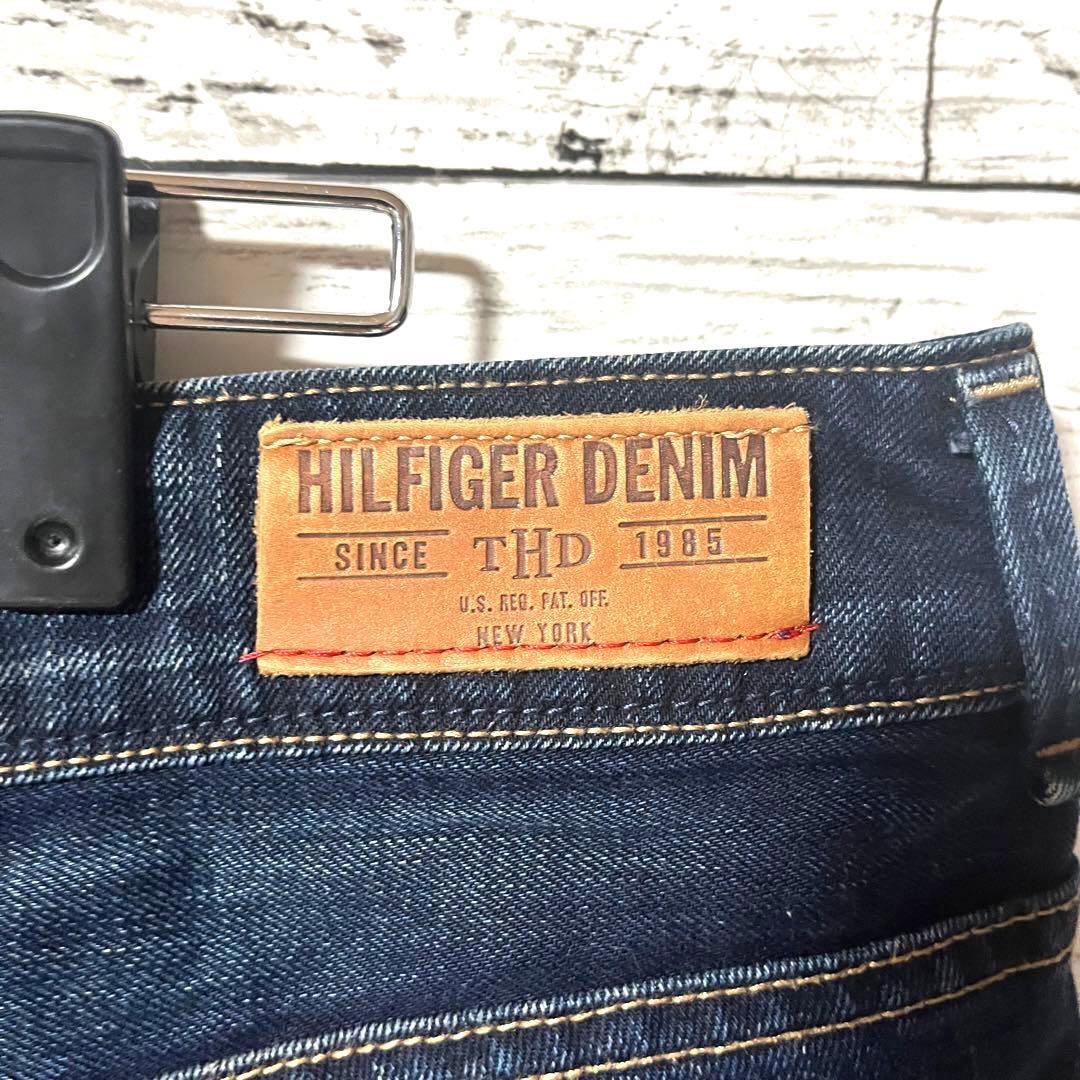 HILFIGER DENIM
SINCE THD 1985
U.S. REG. PAT. OFF.
NEW YORK